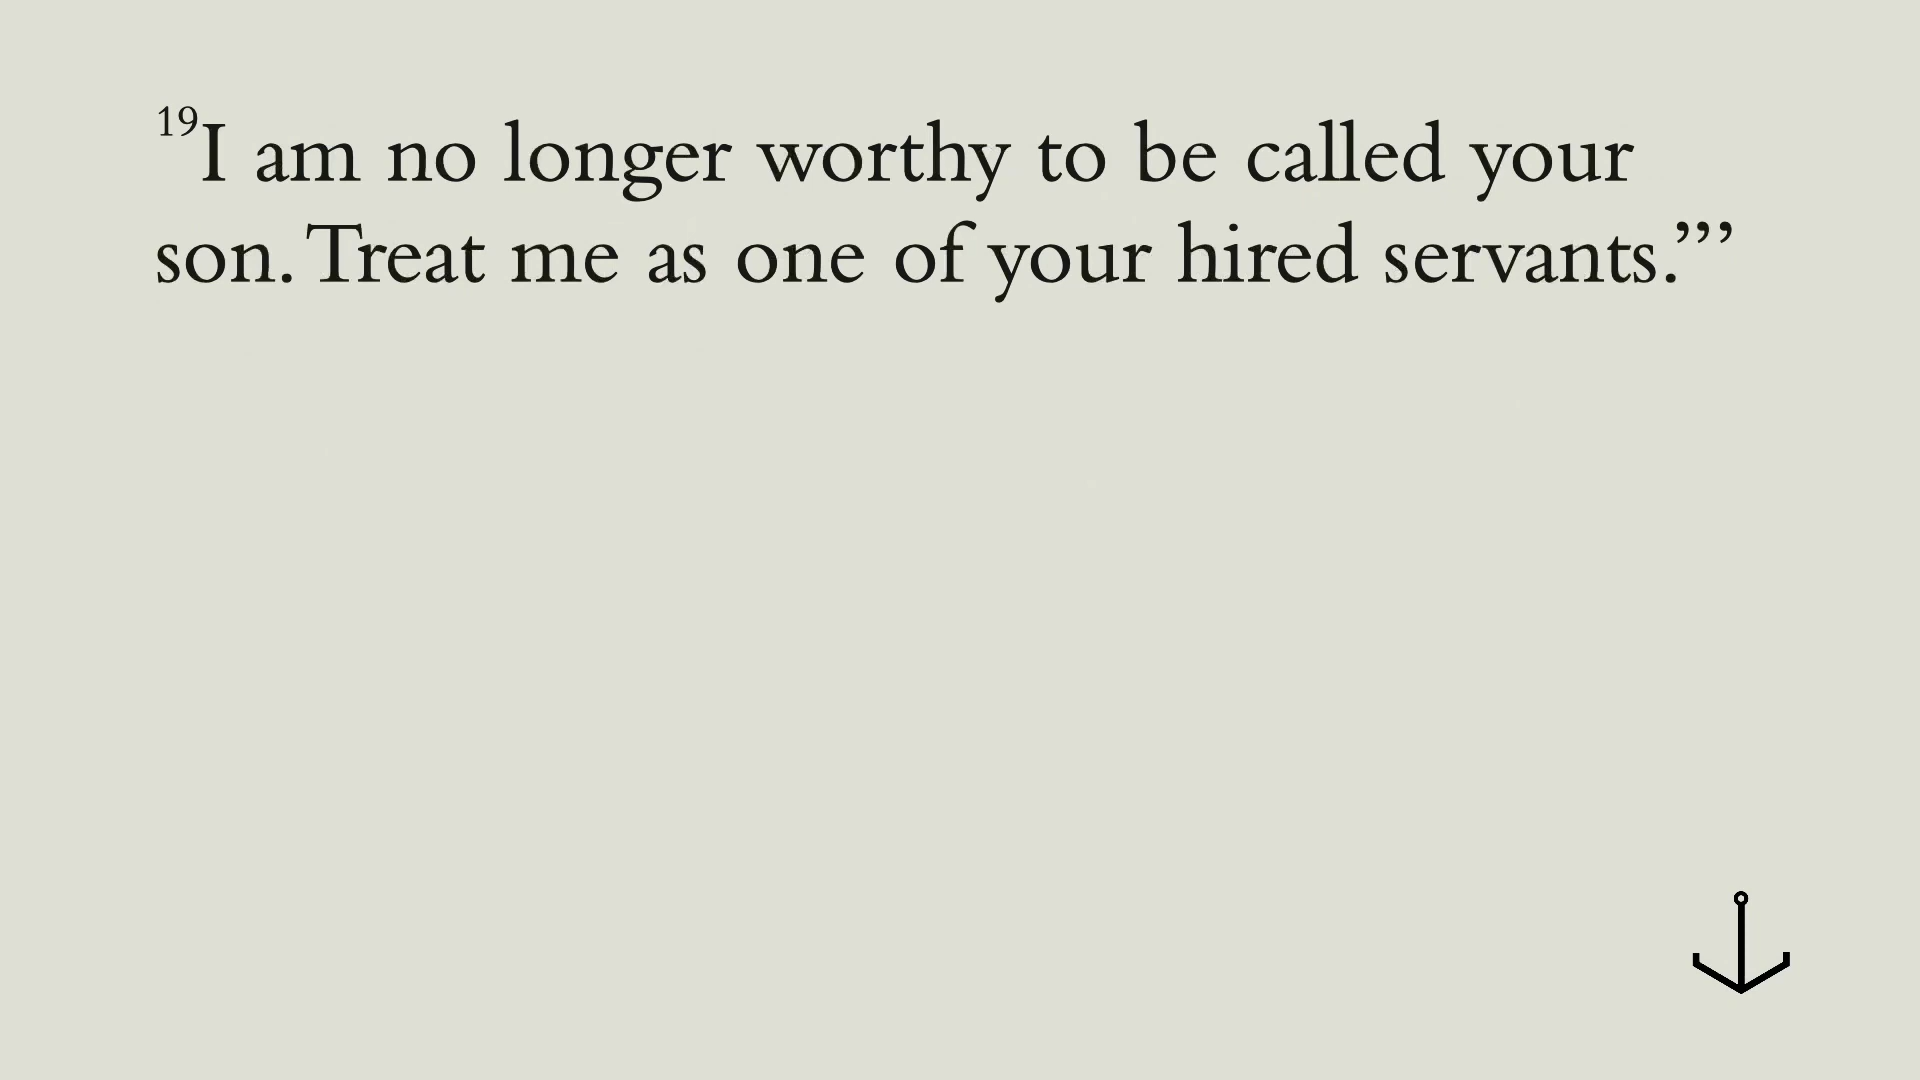 19I am no longer worthy to be called your
son. Treat me as one of your hired servants.”’”